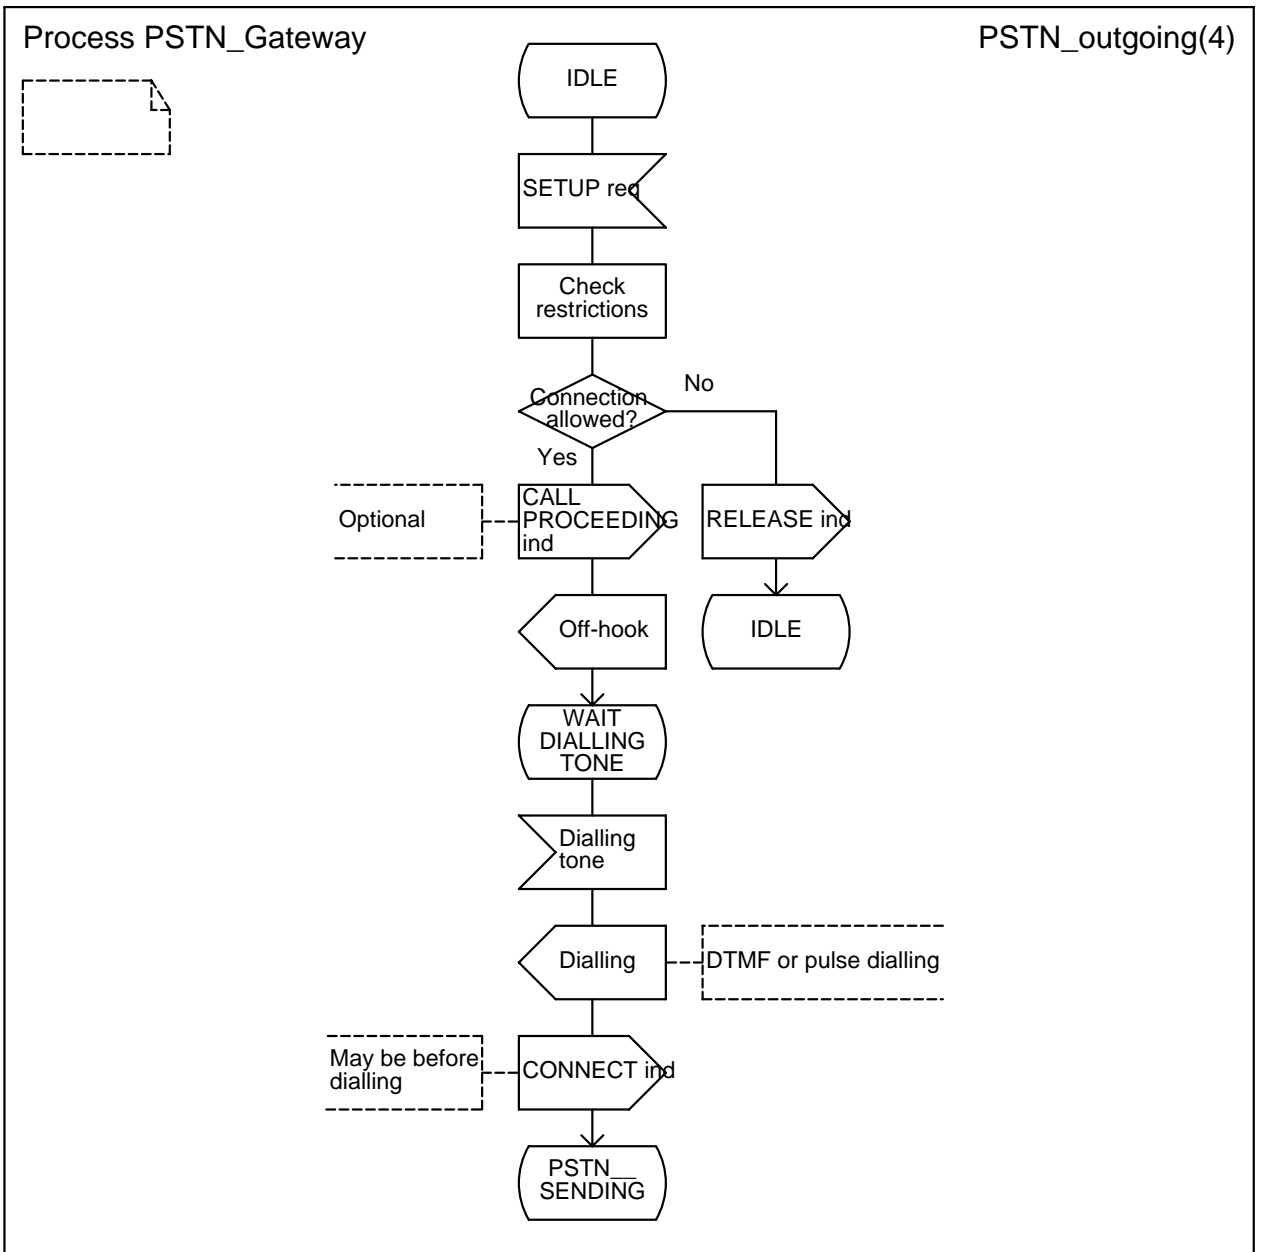 Process PSTN_Gateway
PSTN_outgoing(4)
IDLE
SETUP req
Check
restrictions
Connection
allowed?
No
Yes
Optional
CALL
PROCEEDING
ind
RELEASE ind
Off-hook
IDLE
WAIT
DIALLING
TONE
Dialling
tone
Dialling
DTMF or pulse dialling
May be before
dialling
CONNECT ind
PSTN__
SENDING